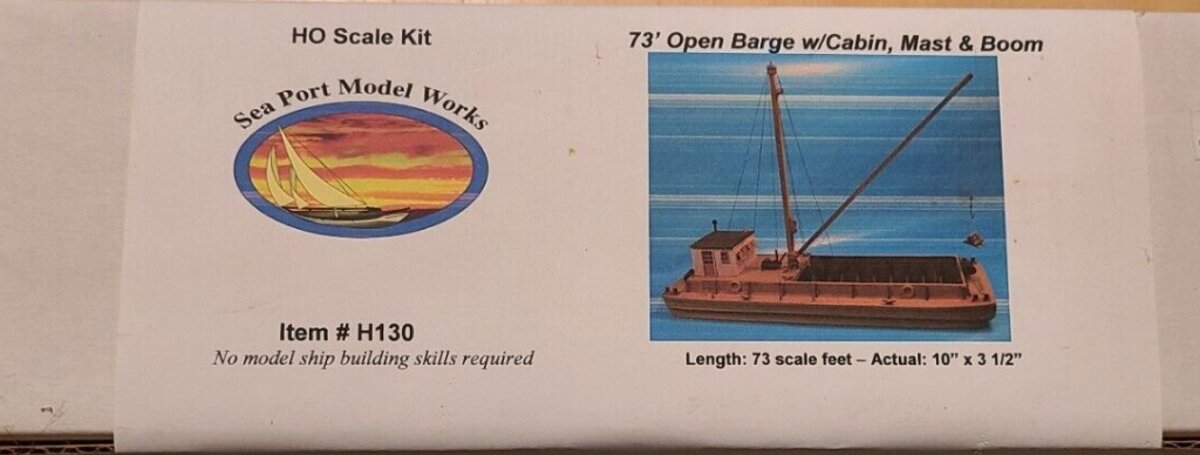 HO Scale Kit
Sea Port Model Works
Item # H130
No model ship building skills required
73' Open Barge w/Cabin, Mast & Boom
Length: 73 scale feet – Actual: 10” x 3 1/2”